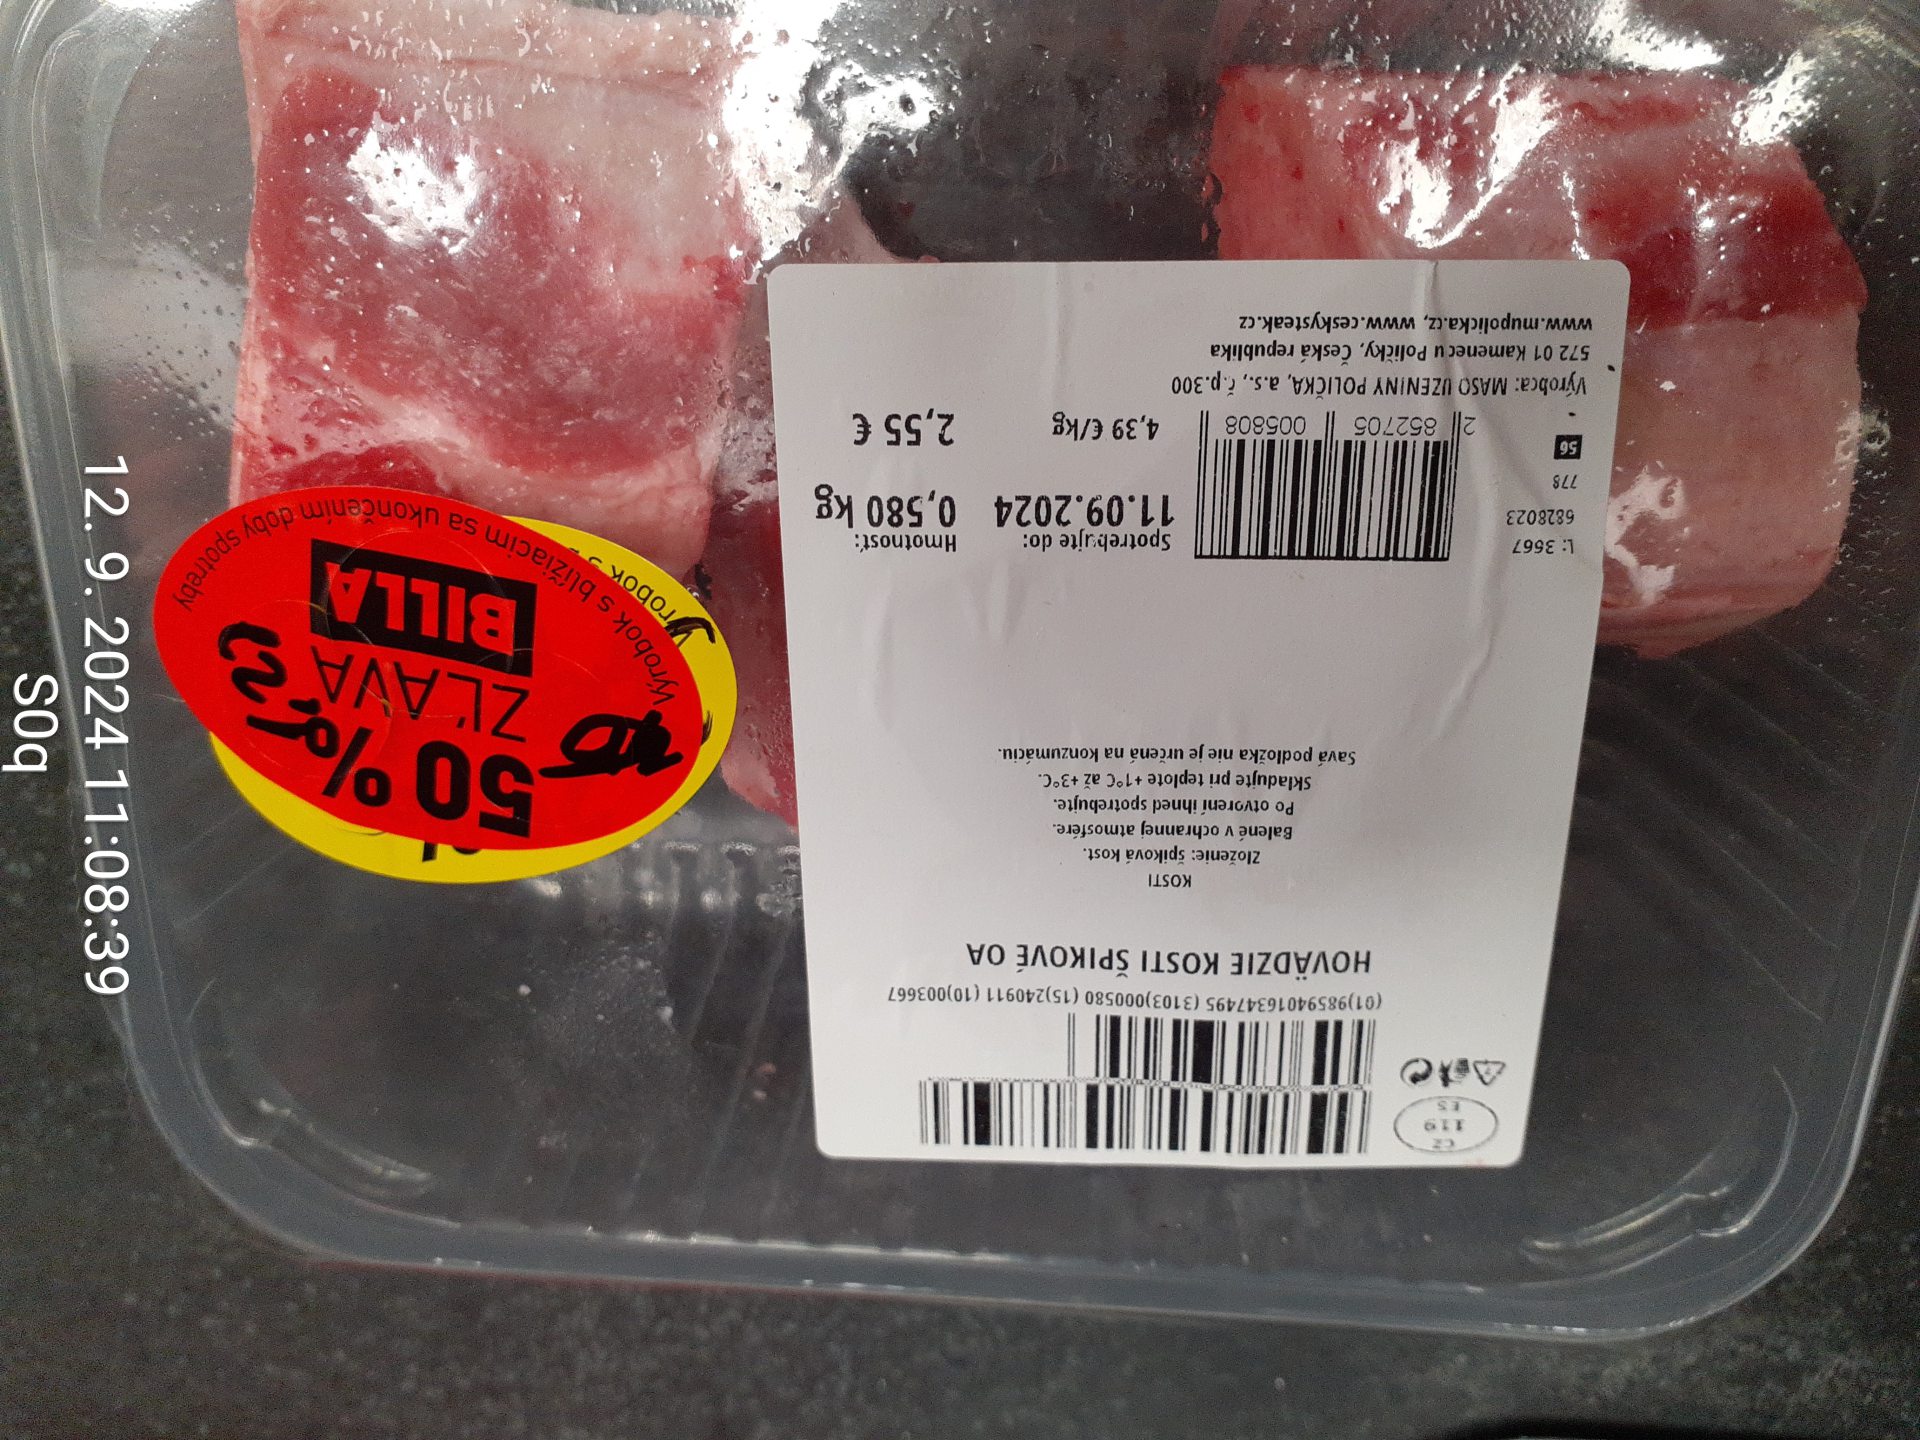 (01)98594016347495 (3103)000580 (15)240911 (10)003667
CZ
119
ES
HOVÄDZIE KOSTI ŠPIKOVÉ OA
KOSTI
Zloženie: špiková kosť.
Balené v ochrannej atmosfére.
Po otvorení ihneď spotrebujte.
Skladujte pri teplote +1°C až +3°C.
Savá podložka nie je určená na konzumáciu.
L: 3667
6828023
778
56
Spotrebujte do:
11.09.2024
Hmotnosť:
0,580 kg
4,39 €/kg
2,55 €
2 852705 005808
Výrobca: MASO UZENINY POLIČKA, a.s., č.p.300
572 01 Kamenec u Poličky, Česká republika
www.mupolicka.cz, www.ceskysteak.cz
50 %
ZĽAVA
BILLA
Výrobok s blížiacim sa ukončením doby spotreby
Výrobok s
12. 9. 2024 11:08:39
S0q